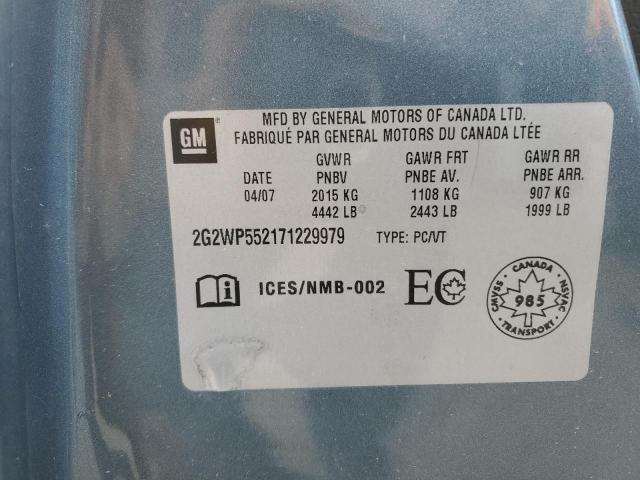 GM
MFD BY GENERAL MOTORS OF CANADA LTD.
FABRIQUÉ PAR GENERAL MOTORS DU CANADA LTÉE
GVWR GAWR FRT GAWR RR
DATE PNBV PNBE AV. PNBE ARR.
04/07 2015 KG 1108 KG 907 KG
4442 LB 2443 LB 1999 LB
2G2WP552171229979 TYPE: PC/VT
i ICES/NMB-002 EC
CANADA
CMVSS 985 NSVAC
TRANSPORT